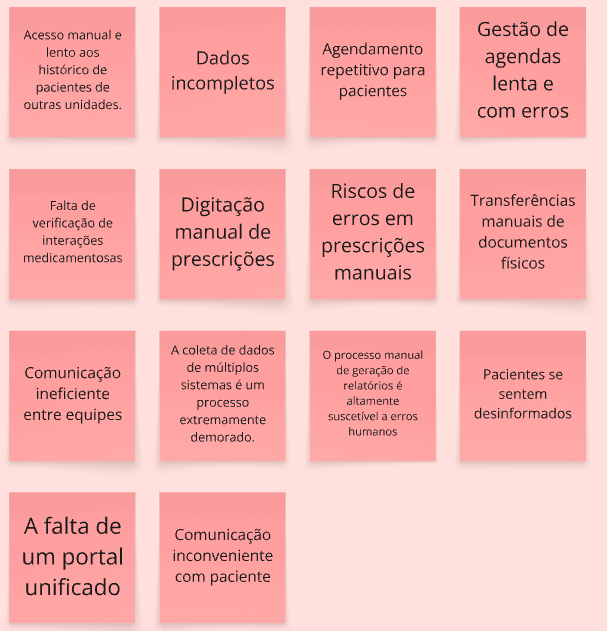 Acesso manual e
lento aos
histórico de
pacientes de
outras unidades.
Dados
incompletos
Agendamento
repetitivo para
pacientes
Gestão de
agendas
lenta e
com erros
Falta de
verificação de
interações
medicamentosas
Digitação
manual de
prescrições
Riscos de
erros em
prescrições
manuais
Transferências
manuais de
documentos
físicos
Comunicação
ineficiente
entre equipes
A coleta de dados
de múltiplos
sistemas é um
processo
extremamente
demorado.
O processo manual
de geração de
relatórios é
altamente
suscetível a erros
humanos
Pacientes se
sentem
desinformados
A falta de
um portal
unificado
Comunicação
inconveniente
com paciente